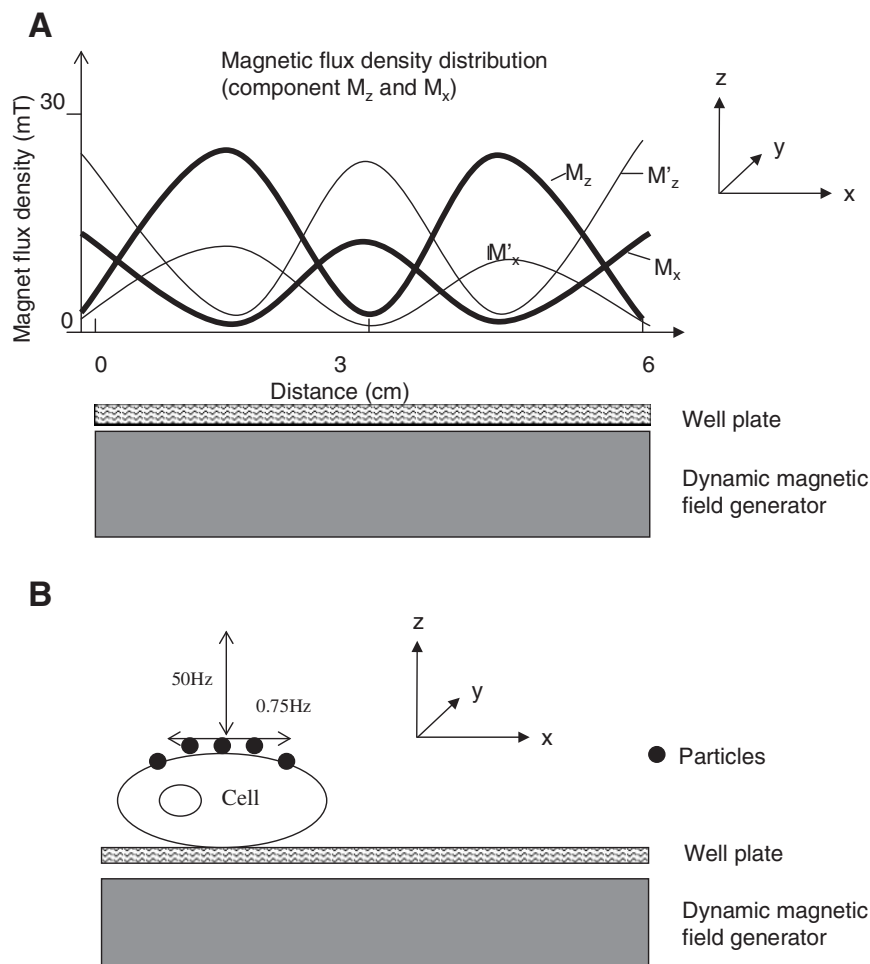 A
Magnetic flux density distribution
(component Mz and Mx)
Magnet flux density (mT)
30
0
Mz
M'z
M'x
Mx
z
y
x
0
3
6
Distance (cm)
Well plate
Dynamic magnetic
field generator
B
z
y
x
50Hz
0.75Hz
Particles
Cell
Well plate
Dynamic magnetic
field generator